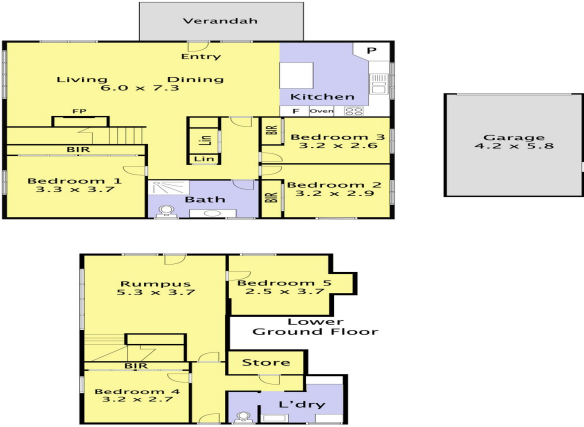 Verandah
Entry
P
Living
Dining
6.0 x 7.3
Kitchen
FP
F
Oven
BIR
Lin
BIR
Bedroom 3
3.2 x 2.6
Lin
Bedroom 1
3.3 x 3.7
Bath
BIR
Bedroom 2
3.2 x 2.9
Garage
4.2 x 5.8
Rumpus
5.3 x 3.7
Bedroom 5
2.5 x 3.7
Lower
Ground Floor
Store
BIR
Bedroom 4
3.2 x 2.7
L'dry